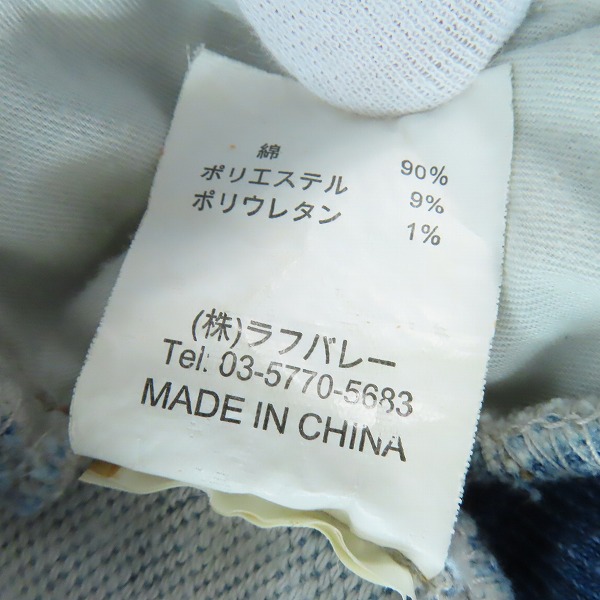 綿 90%
ポリエステル 9%
ポリウレタン 1%
(株)ラフバレー
Tel: 03-5770-5683
MADE IN CHINA